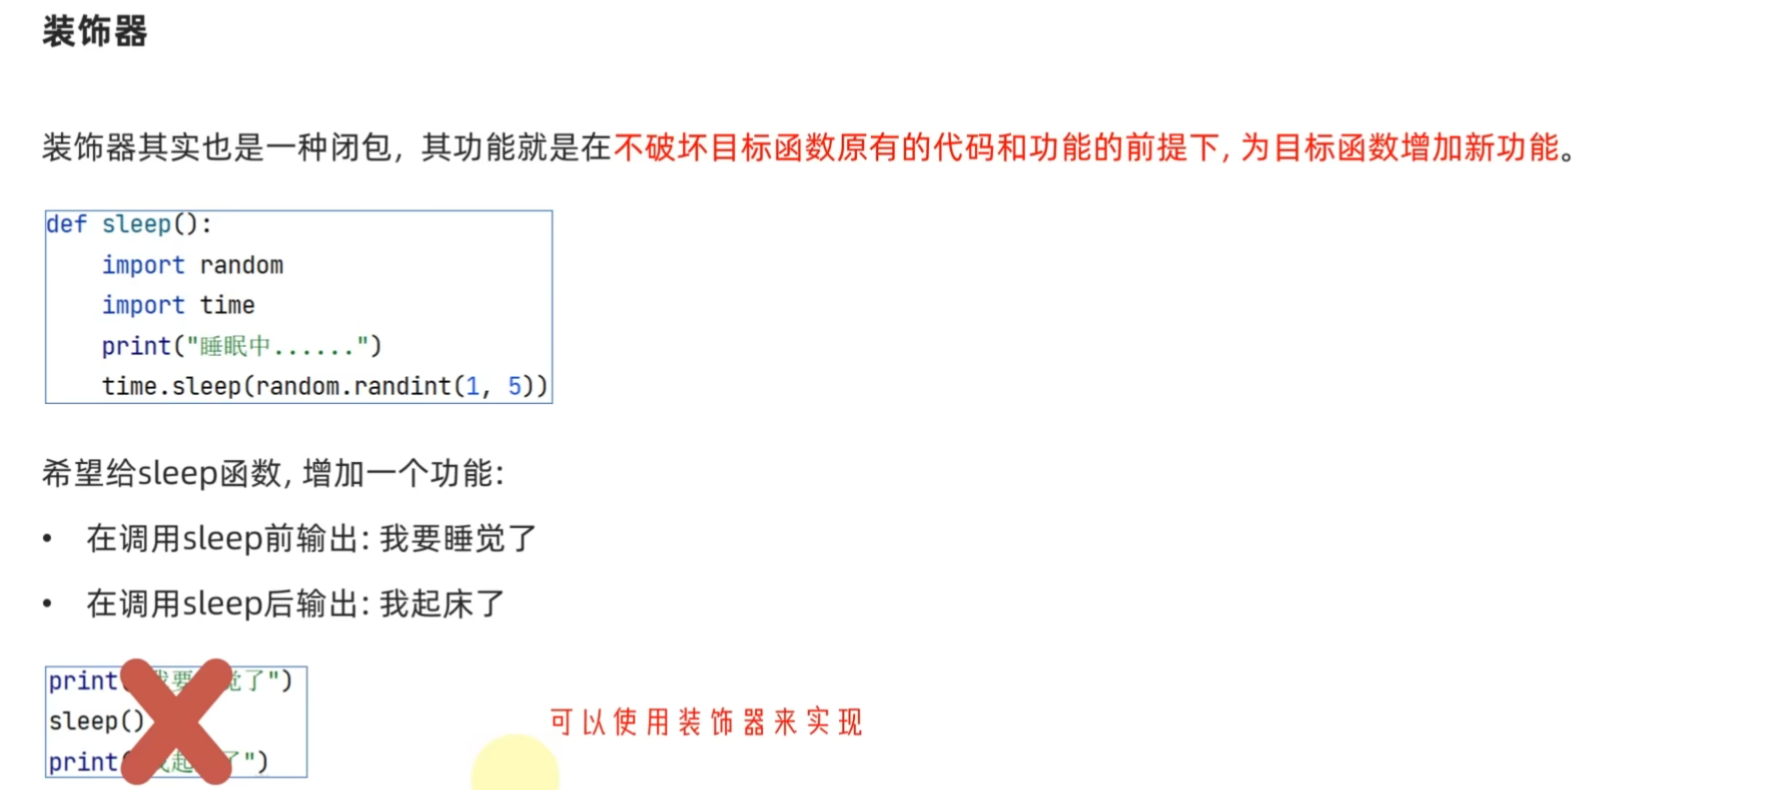 装饰器
装饰器其实也是一种闭包，其功能就是在不破坏目标函数原有的代码和功能的前提下, 为目标函数增加新功能。
def sleep():
    import random
    import time
    print("睡眠中......")
    time.sleep(random.randint(1, 5))
希望给sleep函数, 增加一个功能:
• 在调用sleep前输出: 我要睡觉了
• 在调用sleep后输出: 我起床了
print 要 了")
sleep()
可以使用装饰器来实现
print 起 了")